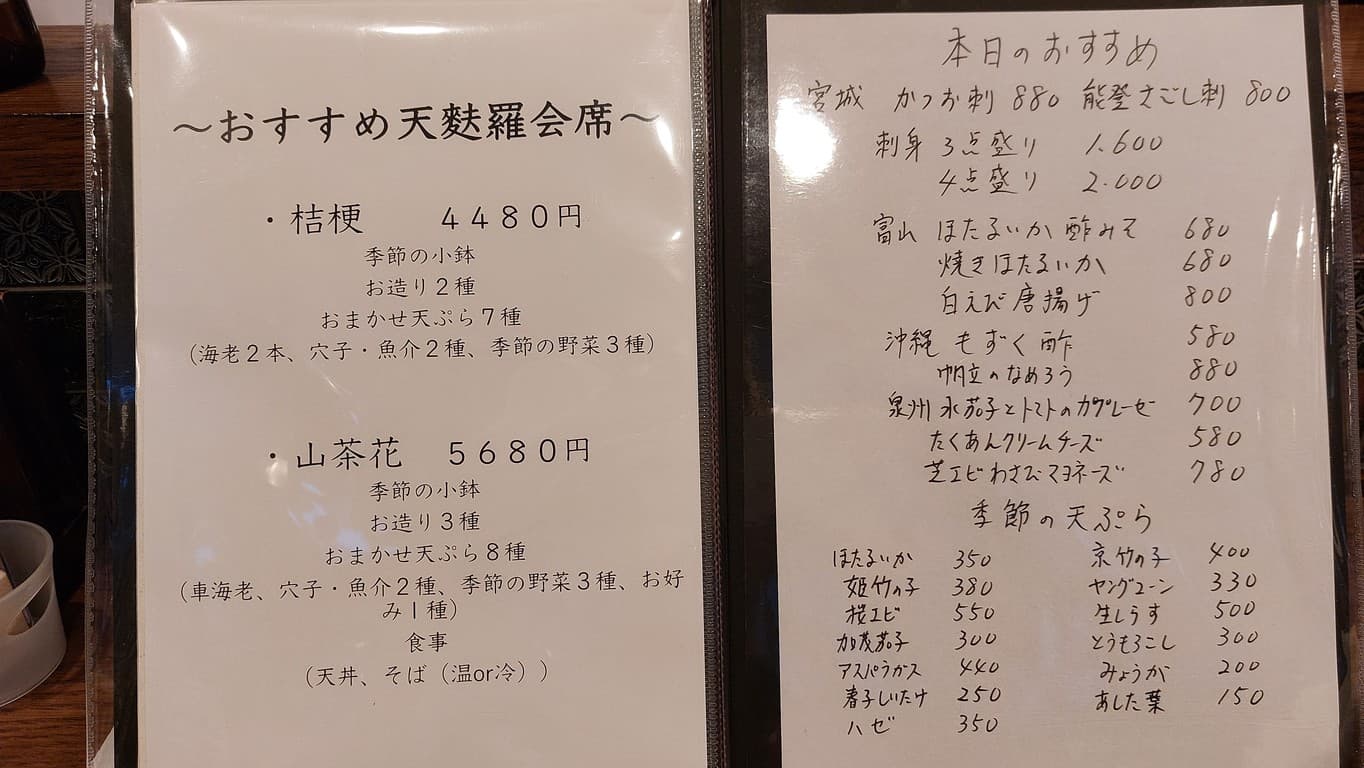 ～おすすめ天麩羅会席～
・桔梗　４４８０円
季節の小鉢
お造り２種
おまかせ天ぷら７種
（海老２本、穴子・魚介２種、季節の野菜３種）
・山茶花　５６８０円
季節の小鉢
お造り３種
おまかせ天ぷら８種
（車海老、穴子・魚介２種、季節の野菜３種、お好
み１種）
食事
（天丼、そば（温or冷））
本日のおすすめ
宮城 かつお刺 880 能登さごし刺 800
刺身 3点盛り 1.600
4点盛り 2.000
富山 ほたるいか酢みそ 680
焼きほたるいか 680
白えび唐揚げ 800
沖縄 もずく酢 580
帆立のなめろう 880
泉州 水茄子とトマトのカプレーゼ 700
たくあんクリームチーズ 580
芝エビわさびマヨネーズ 780
季節の天ぷら
ほたるいか 350
姫竹の子 380
桜エビ 550
加茂茄子 300
アスパラガス 440
春子しいたけ 250
ハゼ 350
京竹の子 400
ヤングコーン 330
生しらす 500
とうもろこし 300
みょうが 200
あした葉 150